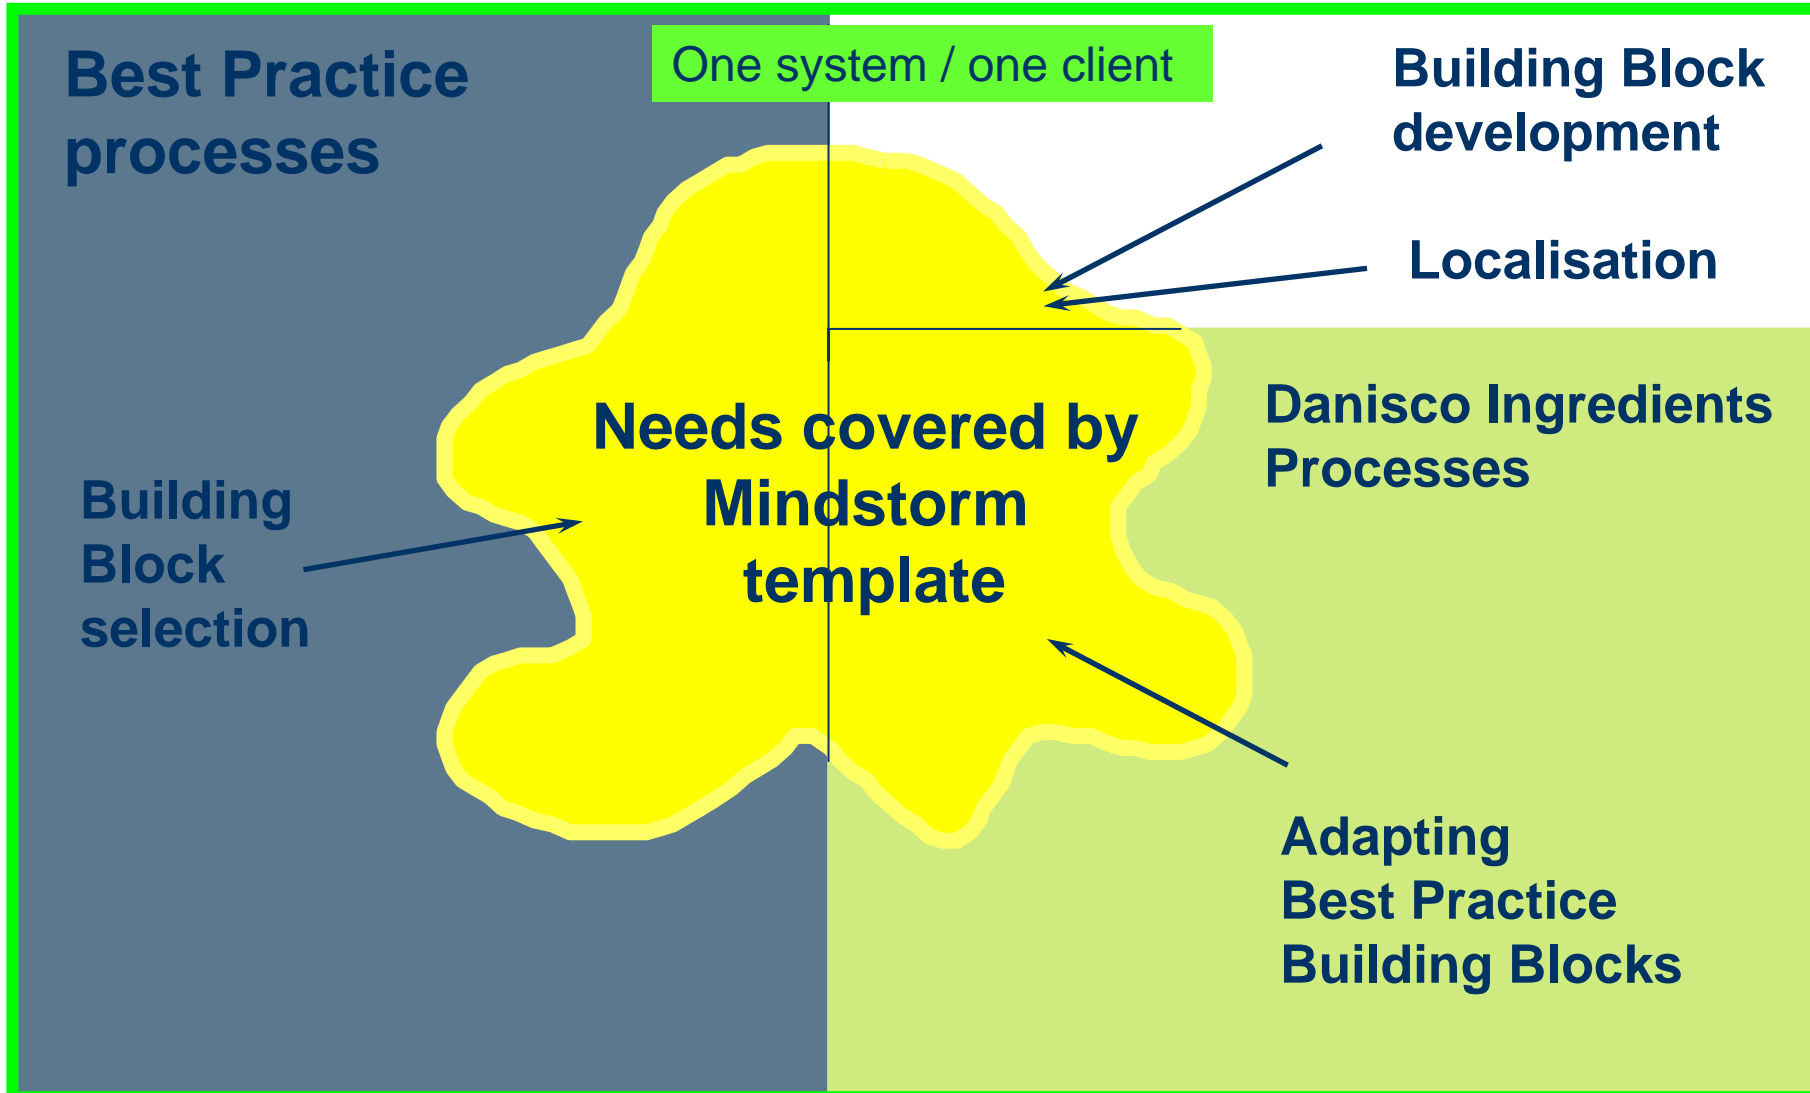 Best Practice
processes
One system / one client
Building Block
development
Localisation
Needs covered by
Mindstorm
template
Danisco Ingredients
Processes
Building
Block
selection
Adapting
Best Practice
Building Blocks